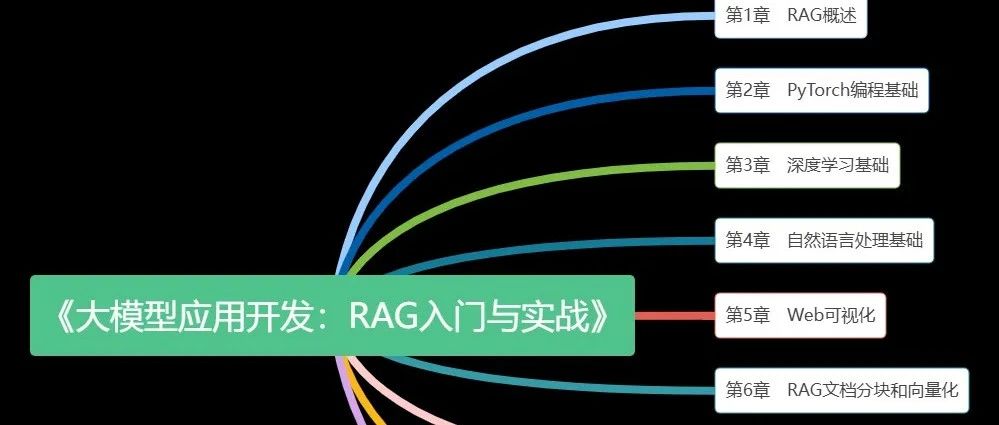 第1章 RAG概述
第2章 PyTorch编程基础
第3章 深度学习基础
第4章 自然语言处理基础
《大模型应用开发：RAG入门与实战》
第5章 Web可视化
第6章 RAG文档分块和向量化